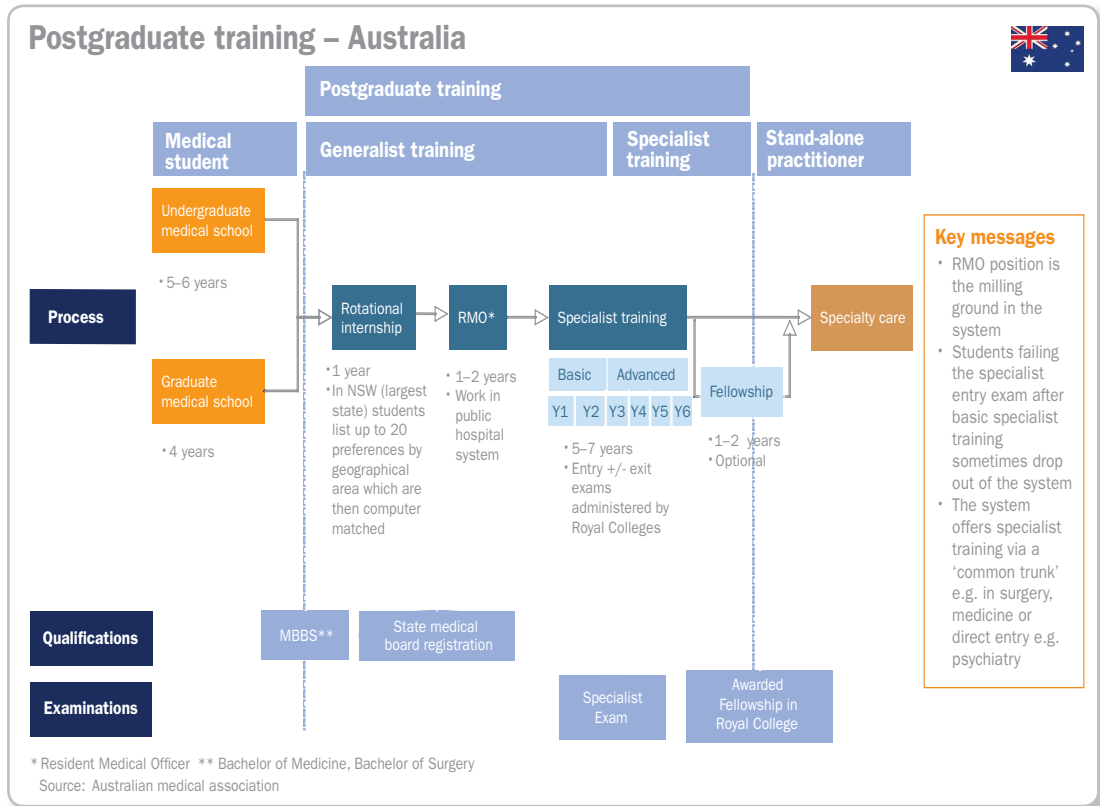 Postgraduate training – Australia
Postgraduate training
Medical
student
Generalist training
Specialist
training
Stand-alone
practitioner
Undergraduate
medical school
• 5–6 years
Process
Graduate
medical school
• 4 years
Rotational
internship
• 1 year
• In NSW (largest
state) students
list up to 20
preferences by
geographical
area which are
then computer
matched
RMO*
• 1–2 years
• Work in
public
hospital
system
Specialist training
Basic
Advanced
Y1
Y2
Y3
Y4
Y5
Y6
• 5–7 years
• Entry +/- exit
exams
administered by
Royal Colleges
Fellowship
• 1–2 years
• Optional
Specialty care
Key messages
• RMO position is
the milling
ground in the
system
• Students failing
the specialist
entry exam after
basic specialist
training
sometimes drop
out of the system
• The system
offers specialist
training via a
‘common trunk’
e.g. in surgery,
medicine or
direct entry e.g.
psychiatry
Qualifications
MBBS**
State medical
board registration
Examinations
Specialist
Exam
Awarded
Fellowship in
Royal College
* Resident Medical Officer ** Bachelor of Medicine, Bachelor of Surgery
Source: Australian medical association